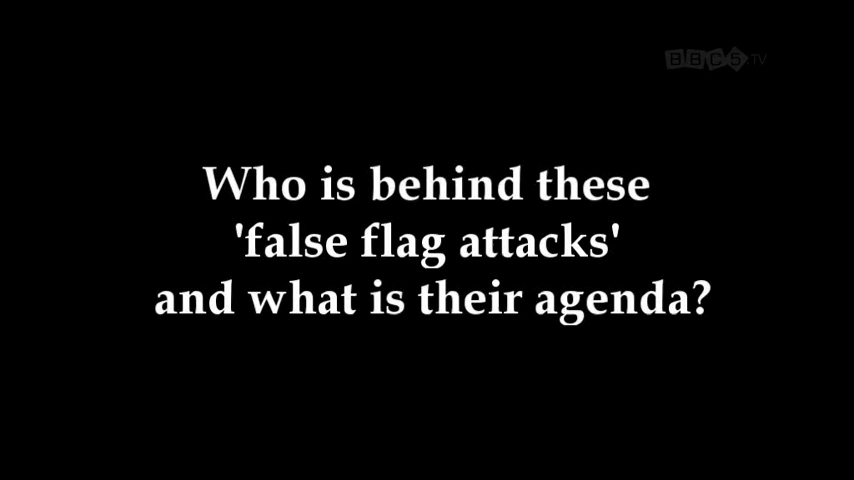 BBC5.TV
Who is behind these
'false flag attacks'
and what is their agenda?